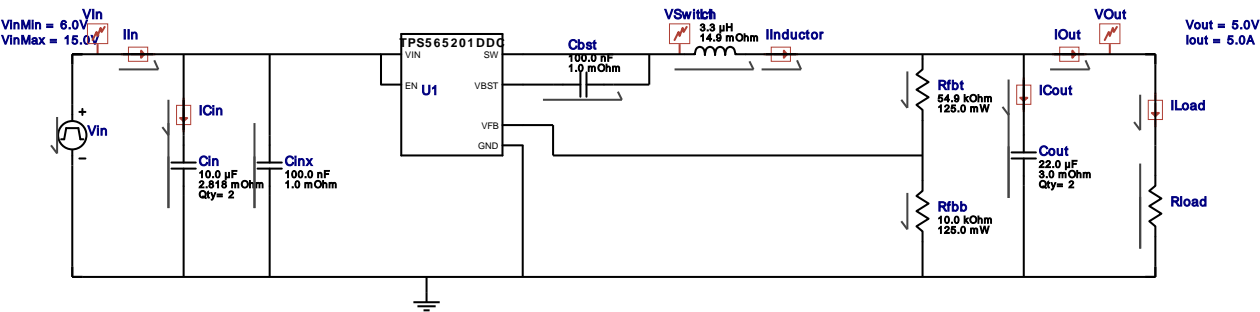 VinMin = 6.0V
VinMax = 15.0V
Vin
IIn
+
Vin
–
ICin
Cin
10.0 µF
2.818 mOhm
Qty= 2
Cinx
100.0 nF
1.0 mOhm
TPS565201DDC
VIN
SW
EN
U1
VBST
VFB
GND
Cbst
100.0 nF
1.0 mOhm
VSwitch
3.3 µH
14.9 mOhm
IInductor
Rfbt
54.9 kOhm
125.0 mW
Rfbb
10.0 kOhm
125.0 mW
IOut
VOut
ICout
Cout
22.0 µF
3.0 mOhm
Qty= 2
ILoad
Rload
Vout = 5.0V
Iout = 5.0A